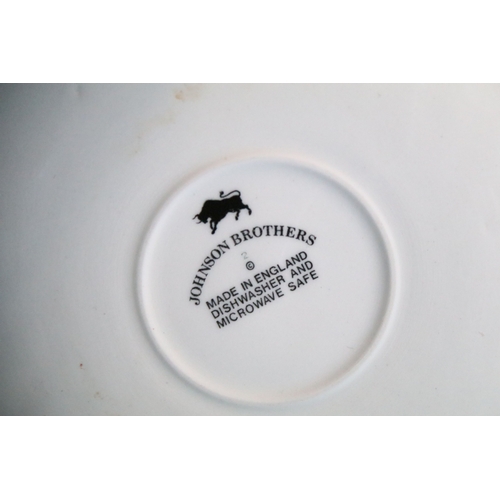 JOHNSON BROTHERS
©
MADE IN ENGLAND
DISHWASHER AND
MICROWAVE SAFE